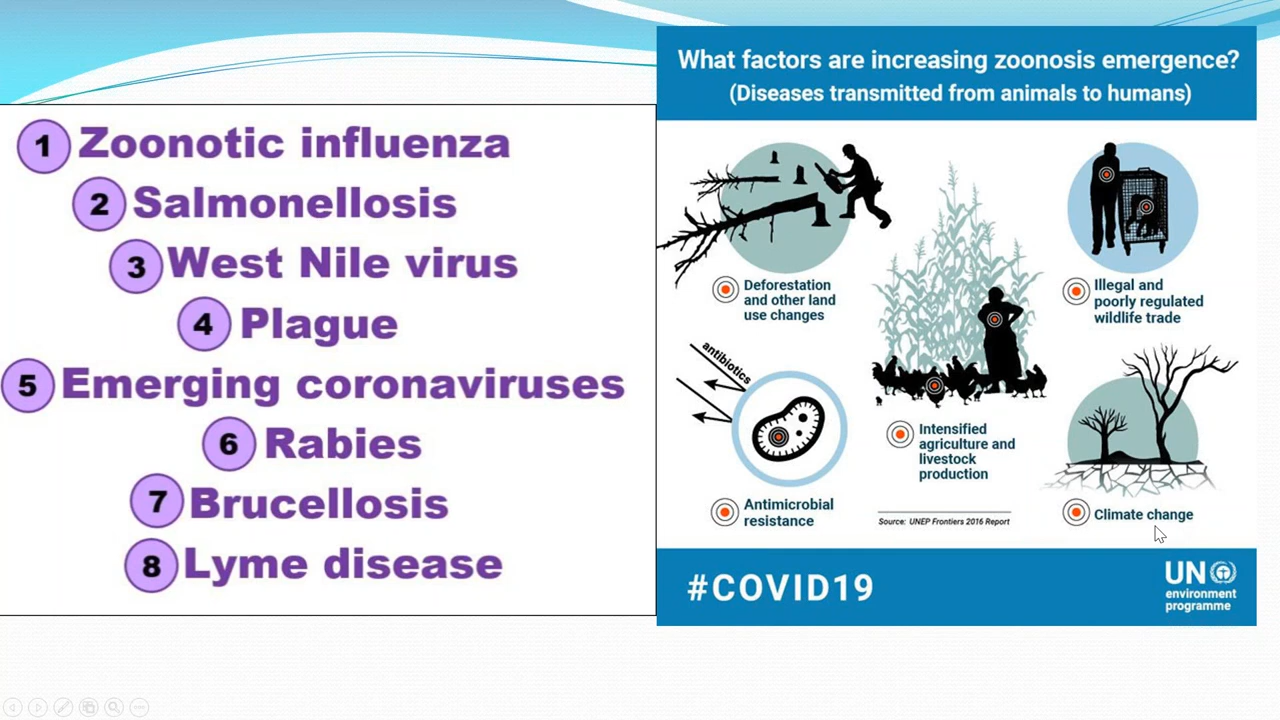 1 Zoonotic influenza
2 Salmonellosis
3 West Nile virus
4 Plague
5 Emerging coronaviruses
6 Rabies
7 Brucellosis
8 Lyme disease
What factors are increasing zoonosis emergence?
(Diseases transmitted from animals to humans)
Deforestation
and other land
use changes
Illegal and
poorly regulated
wildlife trade
antibiotics
Intensified
agriculture and
livestock
production
Antimicrobial
resistance
Source: UNEP Frontiers 2016 Report
Climate change
#COVID19
UN
environment
programme